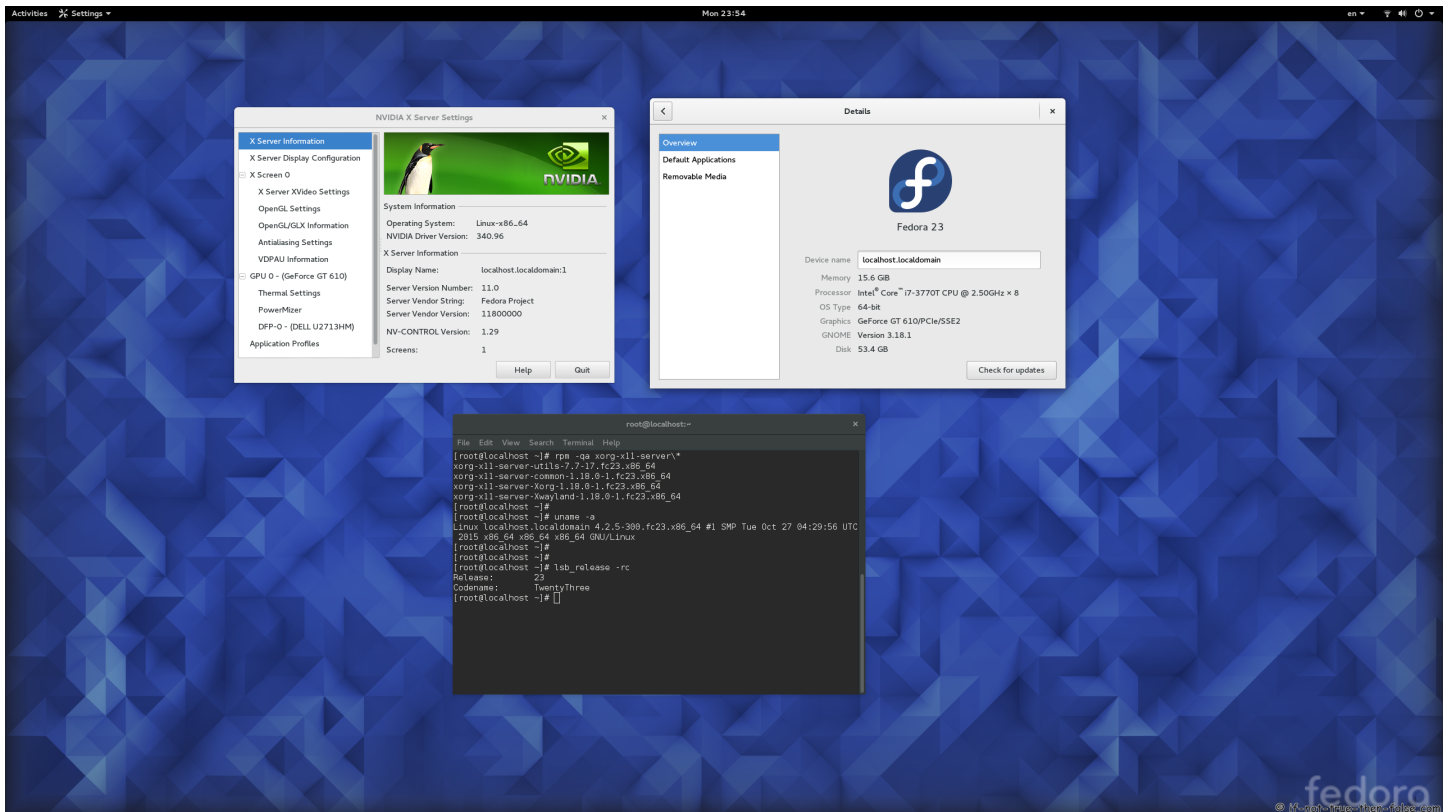 Activities Settings Mon 23:54 en
NVIDIA X Server Settings
X Server Information
X Server Display Configuration
X Screen 0
X Server XVideo Settings
OpenGL Settings
OpenGL/GLX Information
Antialiasing Settings
VDPAU Information
GPU 0 - (GeForce GT 610)
Thermal Settings
PowerMizer
DFP-0 - (DELL U2713HM)
Application Profiles
NVIDIA
System Information
Operating System: Linux-x86_64
NVIDIA Driver Version: 340.96
X Server Information
Display Name: localhost.localdomain:1
Server Version Number: 11.0
Server Vendor String: Fedora Project
Server Vendor Version: 11800000
NV-CONTROL Version: 1.29
Screens: 1
Help Quit
Details
Overview
Default Applications
Removable Media
Fedora 23
Device name localhost.localdomain
Memory 15.6 GiB
Processor Intel® Core™ i7-3770T CPU @ 2.50GHz × 8
OS Type 64-bit
Graphics GeForce GT 610/PCIe/SSE2
GNOME Version 3.18.1
Disk 53.4 GB
Check for updates
root@localhost:~
File Edit View Search Terminal Help
[root@localhost ~]# rpm -qa xorg-x11-server\*
xorg-x11-server-utils-7.7-17.fc23.x86_64
xorg-x11-server-common-1.18.0-1.fc23.x86_64
xorg-x11-server-Xorg-1.18.0-1.fc23.x86_64
xorg-x11-server-Xwayland-1.18.0-1.fc23.x86_64
[root@localhost ~]#
[root@localhost ~]# uname -a
Linux localhost.localdomain 4.2.5-300.fc23.x86_64 #1 SMP Tue Oct 27 04:29:56 UTC
2015 x86_64 x86_64 x86_64 GNU/Linux
[root@localhost ~]#
[root@localhost ~]#
[root@localhost ~]# lsb_release -rc
Release: 23
Codename: TwentyThree
[root@localhost ~]#
fedora
© if-not-true-then-false.com